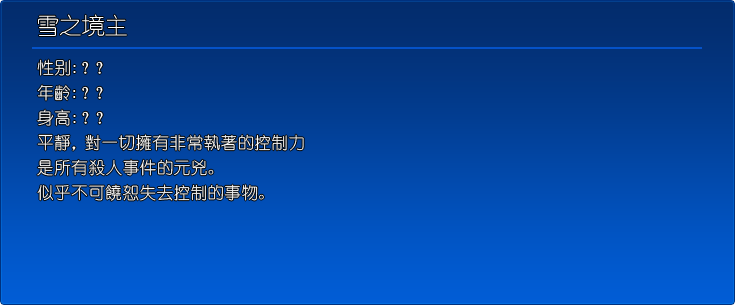 雪之境主
性別:??
年齡:??
身高:??
平靜,對一切擁有非常執著的控制力
是所有殺人事件的元兇。
似乎不可饒恕失去控制的事物。